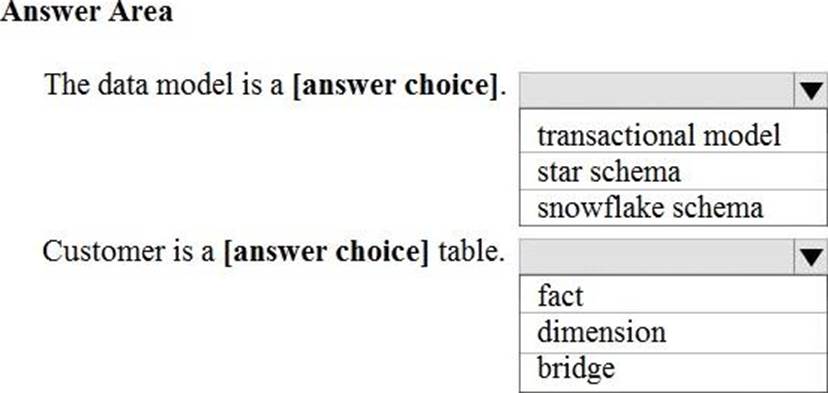 Answer Area
The data model is a [answer choice].
transactional model
star schema
snowflake schema
Customer is a [answer choice] table.
fact
dimension
bridge